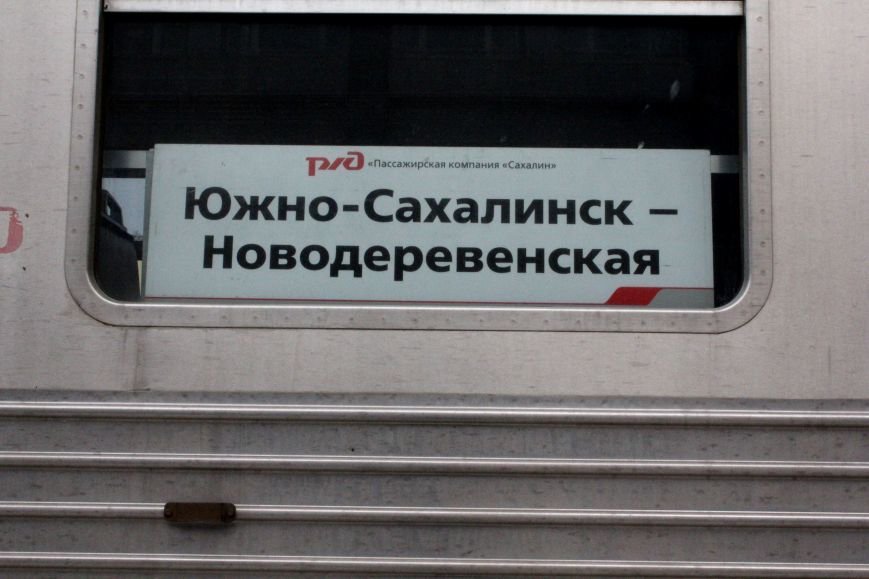 ржд «Пассажирская компания «Сахалин»
Южно-Сахалинск –
Новодеревенская